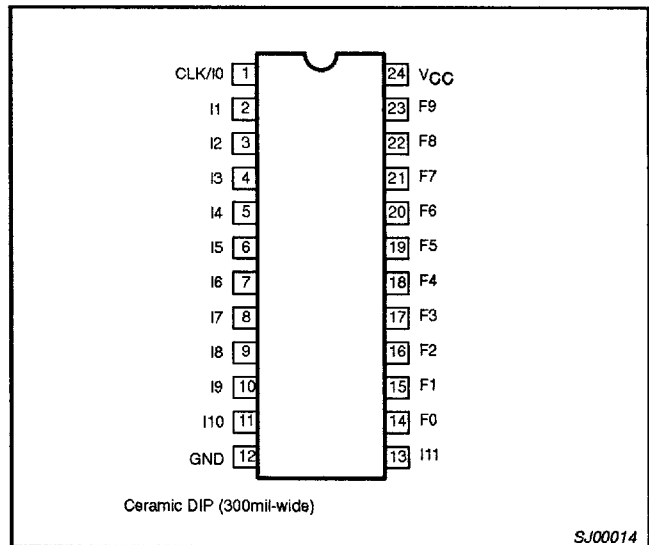 CLK/I0 1 24 VCC
I1 2 23 F9
I2 3 22 F8
I3 4 21 F7
I4 5 20 F6
I5 6 19 F5
I6 7 18 F4
I7 8 17 F3
I8 9 16 F2
I9 10 15 F1
I10 11 14 F0
GND 12 13 I11
Ceramic DIP (300mil-wide)
SJ00014